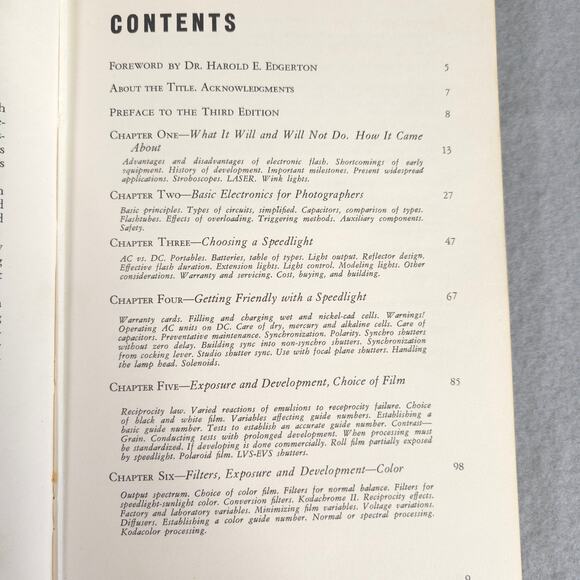 CONTENTS
FOREWORD BY DR. HAROLD E. EDGERTON 5
ABOUT THE TITLE. ACKNOWLEDGMENTS 7
PREFACE TO THE THIRD EDITION 8
CHAPTER ONE—What It Will and Will Not Do. How It Came
About 13
Advantages and disadvantages of electronic flash. Shortcomings of early
equipment. History of development. Important milestones. Present widespread
applications. Stroboscopes. LASER. Wink lights.
CHAPTER TWO—Basic Electronics for Photographers 27
Basic principles. Types of circuits, simplified. Capacitors, comparison of types.
Flashtubes. Effects of overloading. Triggering methods. Auxiliary components.
Safety.
CHAPTER THREE—Choosing a Speedlight 47
AC vs. DC. Portables. Batteries, table of types. Light output. Reflector design.
Effective flash duration. Extension lights. Light control. Modeling lights. Other
considerations. Warranty and servicing. Cost, buying, and building.
CHAPTER FOUR—Getting Friendly with a Speedlight 67
Warranty cards. Filling and charging wet and nickel-cad cells. Warnings!
Operating AC units on DC. Care of dry, mercury and alkaline cells. Care of
capacitors. Preventative maintenance. Synchronization. Polarity. Synchro shutters
without zero delay. Building sync into non-synchro shutters. Synchronization
from cocking lever. Studio shutter sync. Use with focal plane shutters. Handling
the lamp head. Solenoids.
CHAPTER FIVE—Exposure and Development, Choice of Film 85
Reciprocity law. Varied reactions of emulsions to receprocity failure. Choice
of black and white film. Variables affecting guide numbers. Establishing a
basic guide number. Tests to establish an accurate guide number. Contrast—
Grain. Conducting tests with prolonged development. When processing must
be standardized. If developing is done commercially. Roll film partially exposed
by speedlight. Polaroid film. LVS-EVS shutters.
CHAPTER SIX—Filters, Exposure and Development—Color 98
Output spectrum. Choice of color film. Filters for normal balance. Filters for
speedlight-sunlight color. Conversion filters. Kodachrome II. Reciprocity effects.
Factory and laboratory variables. Minimizing film variables. Voltage variations.
Diffusers. Establishing a color guide number. Normal or spectral processing.
Kodacolor processing.
9